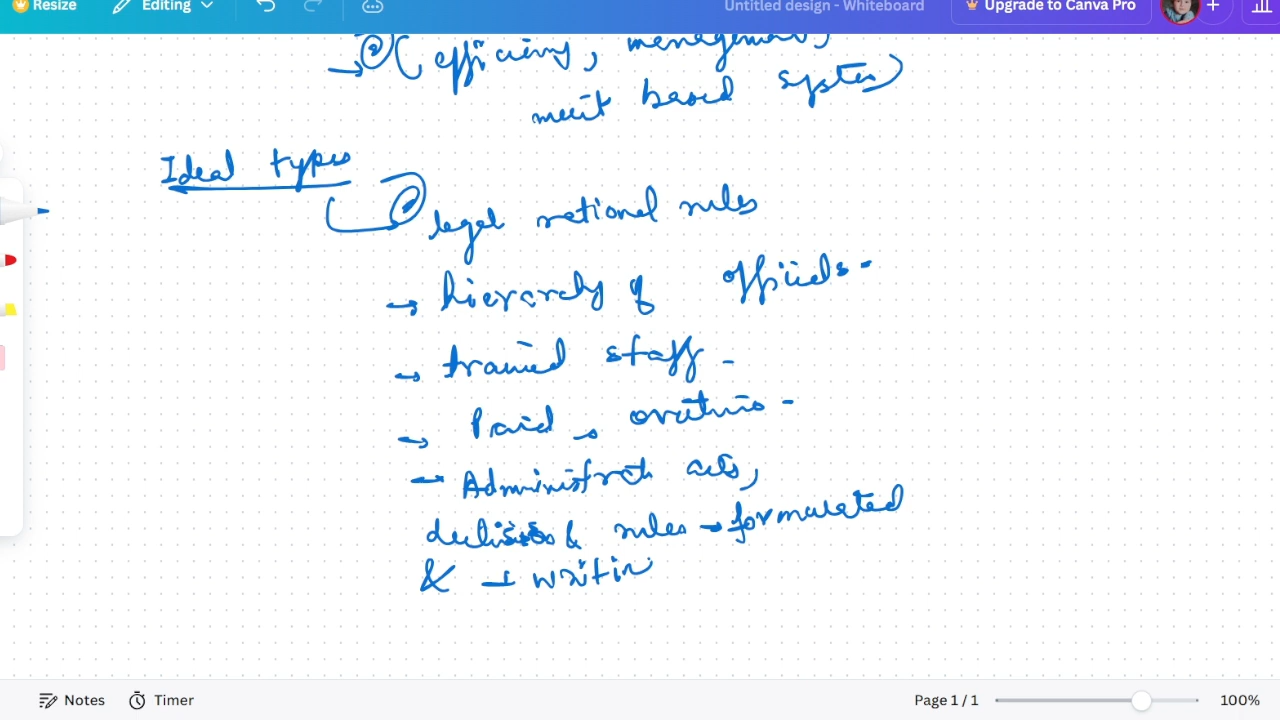 Resize Editing Untitled design - Whiteboard Upgrade to Canva Pro
(efficiency, management,
merit based system)
Ideal types
legal rational rules
→ hierarchy of officials -
→ trained staff -
→ Paid
→ Administrative acts,
decisions & rules → formulated
& → writing
Notes Timer Page 1 / 1 100%